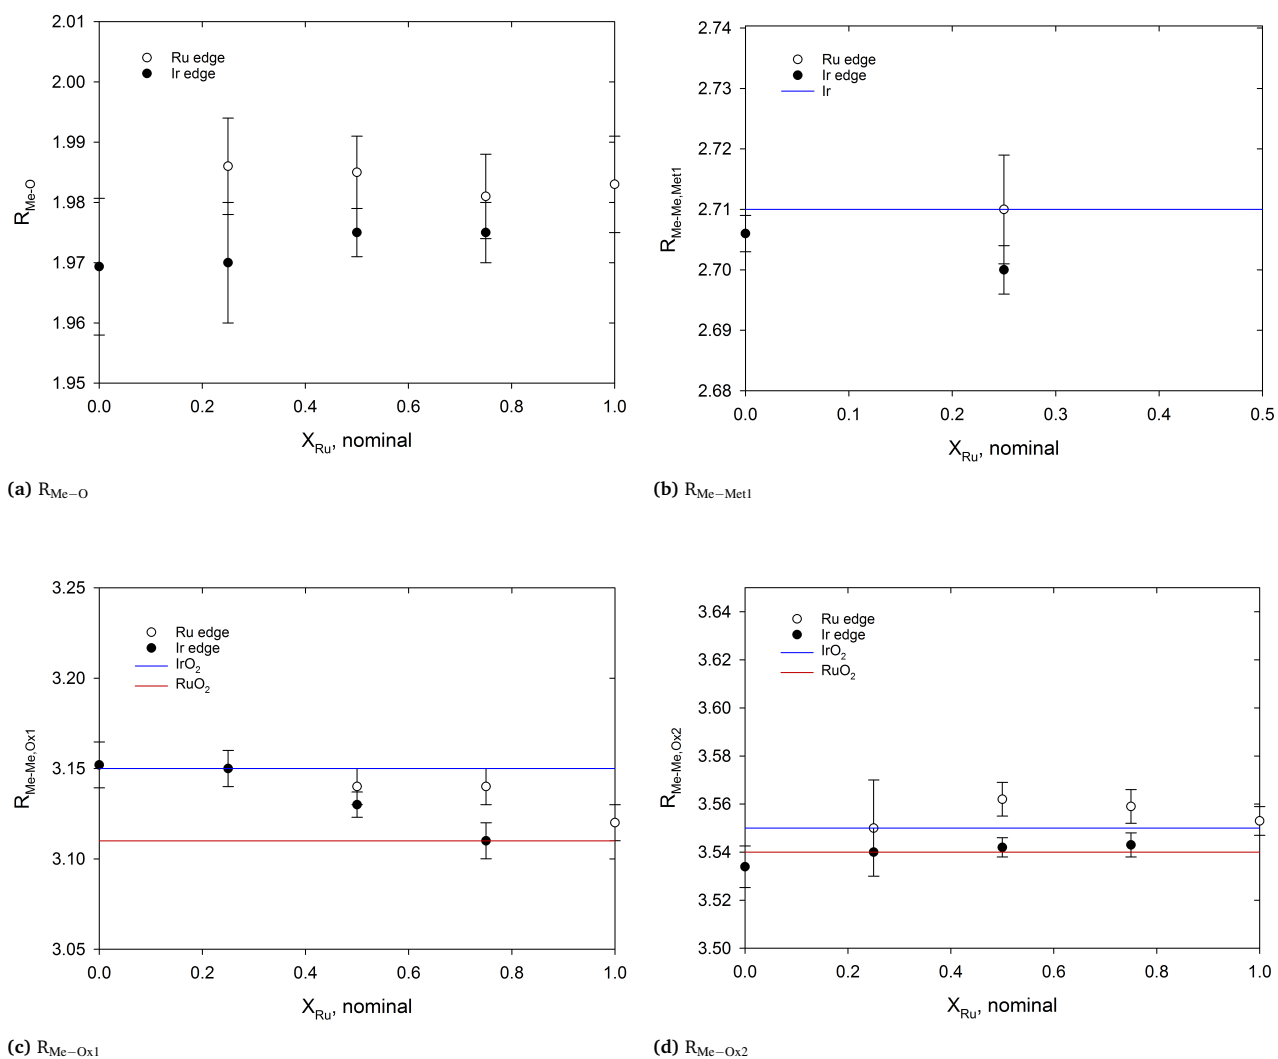 2.01
2.00
1.99
1.98
1.97
1.96
1.95
R_Me-O
Ru edge
Ir edge
0.0 0.2 0.4 0.6 0.8 1.0
X_Ru, nominal
(a) R_Me−O
2.74
2.73
2.72
2.71
2.70
2.69
2.68
R_Me-Me,Met1
Ru edge
Ir edge
Ir
0.0 0.1 0.2 0.3 0.4 0.5
X_Ru, nominal
(b) R_Me−Met1
3.25
3.20
3.15
3.10
3.05
R_Me-Me,Ox1
Ru edge
Ir edge
IrO₂
RuO₂
0.0 0.2 0.4 0.6 0.8 1.0
X_Ru, nominal
(c) R_Me−Ox1
3.64
3.62
3.60
3.58
3.56
3.54
3.52
3.50
R_Me-Me,Ox2
Ru edge
Ir edge
IrO₂
RuO₂
0.0 0.2 0.4 0.6 0.8 1.0
X_Ru, nominal
(d) R_Me−Ox2